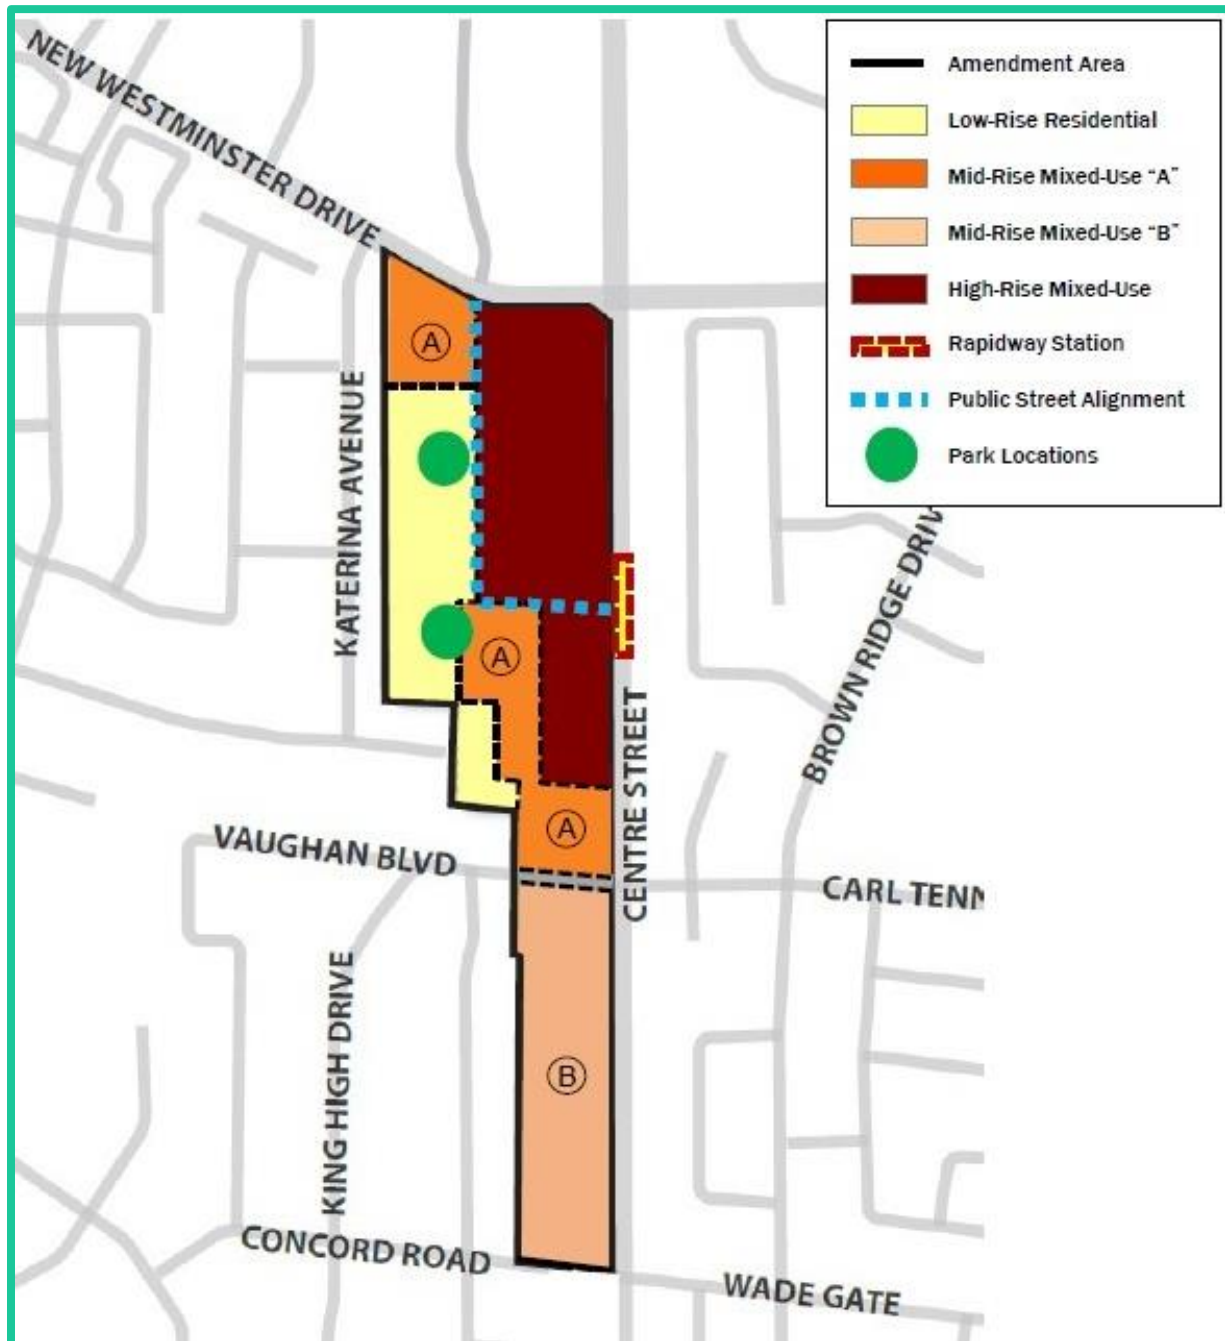 NEW WESTMINSTER DRIVE
Amendment Area
Low-Rise Residential
Mid-Rise Mixed-Use “A”
Mid-Rise Mixed-Use “B”
High-Rise Mixed-Use
Rapidway Station
Public Street Alignment
Park Locations
A
KATERINA AVENUE
BROWN RIDGE DRIV
A
CENTRE STREET
A
VAUGHAN BLVD
CARL TENN
KING HIGH DRIVE
B
CONCORD ROAD
WADE GATE